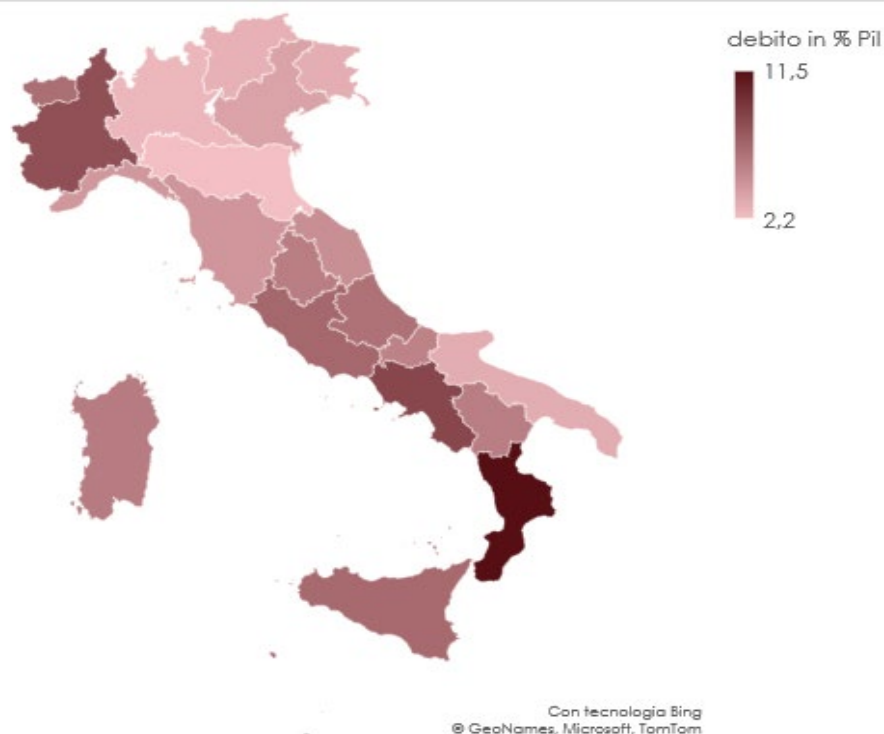 debito in % Pil
11,5
2,2
Con tecnologia Bing
© GeoNames, Microsoft, TomTom